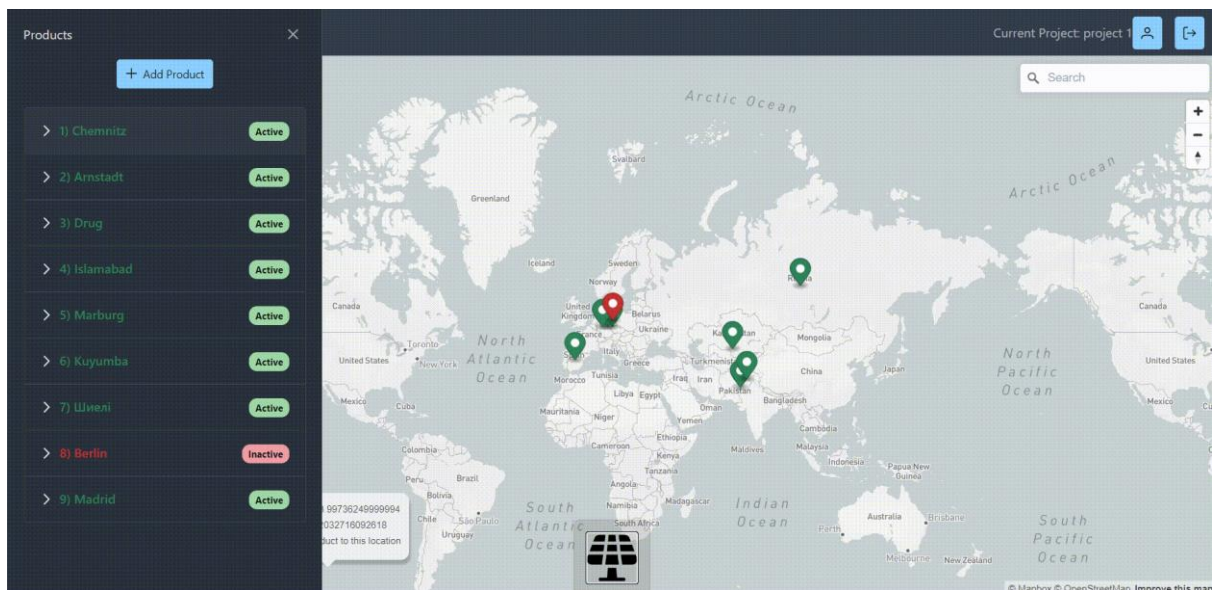 Products
Add Product
1) Chemnitz
Active
2) Arnstadt
Active
3) Drug
Active
4) Islamabad
Active
5) Marburg
Active
6) Kuyumba
Active
7) Шиелі
Active
8) Berlin
Inactive
9) Madrid
Active
Current Project: project 1
Search
Arctic Ocean
Svalbard
Greenland
Arctic Ocean
Iceland
Sweden
Norway
Canada
United
Kingdom
Belarus
Ukraine
Mongolia
Canada
Toronto
New York
United States
North
Atlantic
Ocean
Italy
Greece
Morocco
Tunisia
Iraq
Iran
China
Japan
North
Pacific
Ocean
United States
Mexico
Cuba
Libya
Egypt
Pakistan
Bangladesh
Oman
Mexico
Mauritania
Niger
Yemen
Cambodia
Colombia
Cameroon
Ethiopia
Kenya
Maldives
Malaysia
Indonesia
Papua New
Guinea
Peru
Brazil
Tanzania
Angola
Bolivia
Chile
São Paulo
Uruguay
South
Atlantic
Ocean
Namibia
South Africa
Madagascar
Indian
Ocean
Australia
Brisbane
Perth
Melbourne
New Zealand
South
Pacific
Ocean
99736249999994
032716092618
to this location
© Mapbox © OpenStreetMap Improve this map